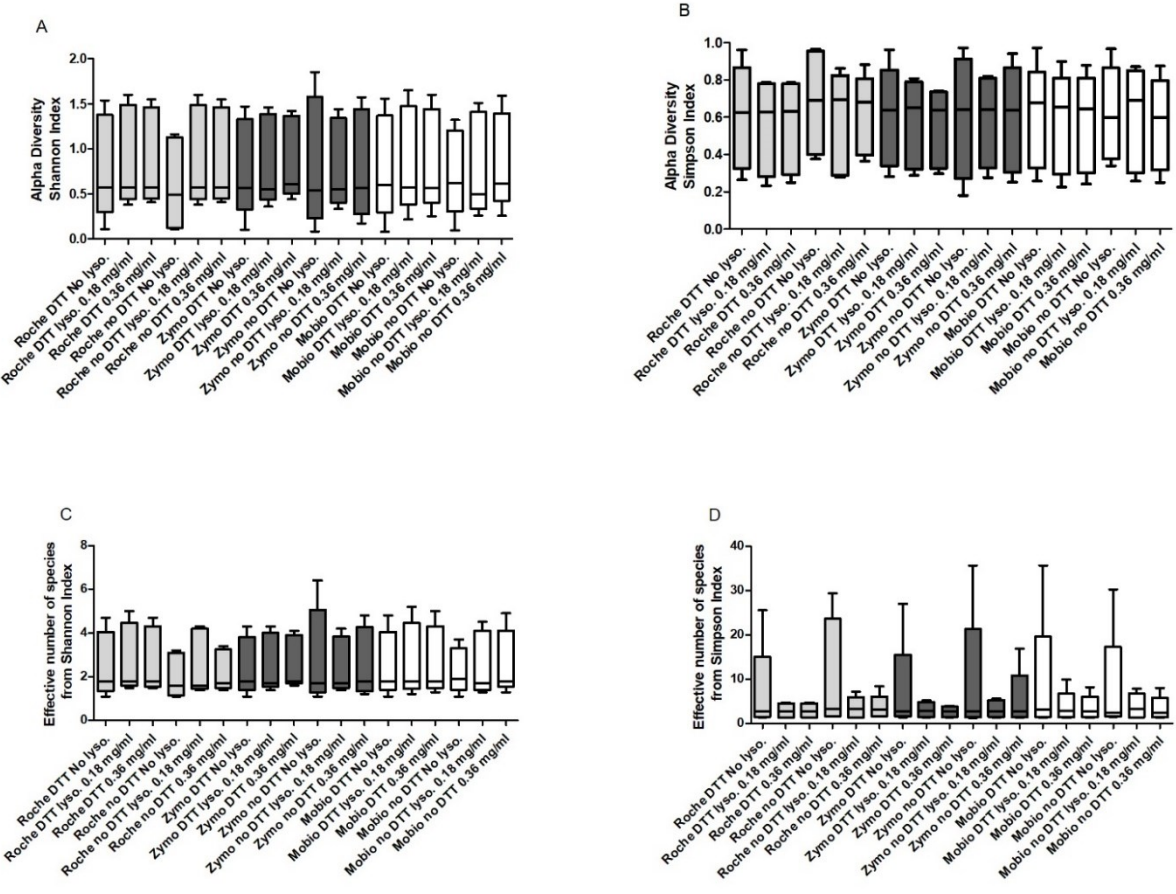 A
Alpha Diversity
Shannon Index
2.0
1.5
1.0
0.5
0.0
Roche DTT No lyso.
Roche DTT lyso. 0.18 mg/ml
Roche DTT 0.36 mg/ml
Roche no DTT No lyso.
Roche no DTT lyso. 0.18 mg/ml
Roche no DTT 0.36 mg/ml
Zymo DTT No lyso.
Zymo DTT lyso. 0.18 mg/ml
Zymo DTT 0.36 mg/ml
Zymo no DTT No lyso.
Zymo no DTT lyso. 0.18 mg/ml
Zymo no DTT 0.36 mg/ml
Mobio DTT No lyso.
Mobio DTT lyso. 0.18 mg/ml
Mobio DTT 0.36 mg/ml
Mobio no DTT No lyso.
Mobio no DTT lyso. 0.18 mg/ml
Mobio no DTT 0.36 mg/ml
B
Alpha Diversity
Simpson Index
1.0
0.8
0.6
0.4
0.2
0.0
Roche DTT No lyso.
Roche DTT lyso. 0.18 mg/ml
Roche DTT 0.36 mg/ml
Roche no DTT No lyso.
Roche no DTT lyso. 0.18 mg/ml
Roche no DTT 0.36 mg/ml
Zymo DTT No lyso.
Zymo DTT lyso. 0.18 mg/ml
Zymo DTT 0.36 mg/ml
Zymo no DTT No lyso.
Zymo no DTT lyso. 0.18 mg/ml
Zymo no DTT 0.36 mg/ml
Mobio DTT No lyso.
Mobio DTT lyso. 0.18 mg/ml
Mobio DTT 0.36 mg/ml
Mobio no DTT No lyso.
Mobio no DTT lyso. 0.18 mg/ml
Mobio no DTT 0.36 mg/ml
C
Effective number of species
from Shannon Index
8
6
4
2
0
Roche DTT No lyso.
Roche DTT lyso. 0.18 mg/ml
Roche DTT 0.36 mg/ml
Roche no DTT No lyso.
Roche no DTT lyso. 0.18 mg/ml
Roche no DTT 0.36 mg/ml
Zymo DTT No lyso.
Zymo DTT lyso. 0.18 mg/ml
Zymo DTT 0.36 mg/ml
Zymo no DTT No lyso.
Zymo no DTT lyso. 0.18 mg/ml
Zymo no DTT 0.36 mg/ml
Mobio DTT No lyso.
Mobio DTT lyso. 0.18 mg/ml
Mobio DTT 0.36 mg/ml
Mobio no DTT No lyso.
Mobio no DTT lyso. 0.18 mg/ml
Mobio no DTT 0.36 mg/ml
D
Effective number of species
from Simpson Index
40
30
20
10
0
Roche DTT No lyso.
Roche DTT lyso. 0.18 mg/ml
Roche DTT 0.36 mg/ml
Roche no DTT No lyso.
Roche no DTT lyso. 0.18 mg/ml
Roche no DTT 0.36 mg/ml
Zymo DTT No lyso.
Zymo DTT lyso. 0.18 mg/ml
Zymo DTT 0.36 mg/ml
Zymo no DTT No lyso.
Zymo no DTT lyso. 0.18 mg/ml
Zymo no DTT 0.36 mg/ml
Mobio DTT No lyso.
Mobio DTT lyso. 0.18 mg/ml
Mobio DTT 0.36 mg/ml
Mobio no DTT No lyso.
Mobio no DTT lyso. 0.18 mg/ml
Mobio no DTT 0.36 mg/ml